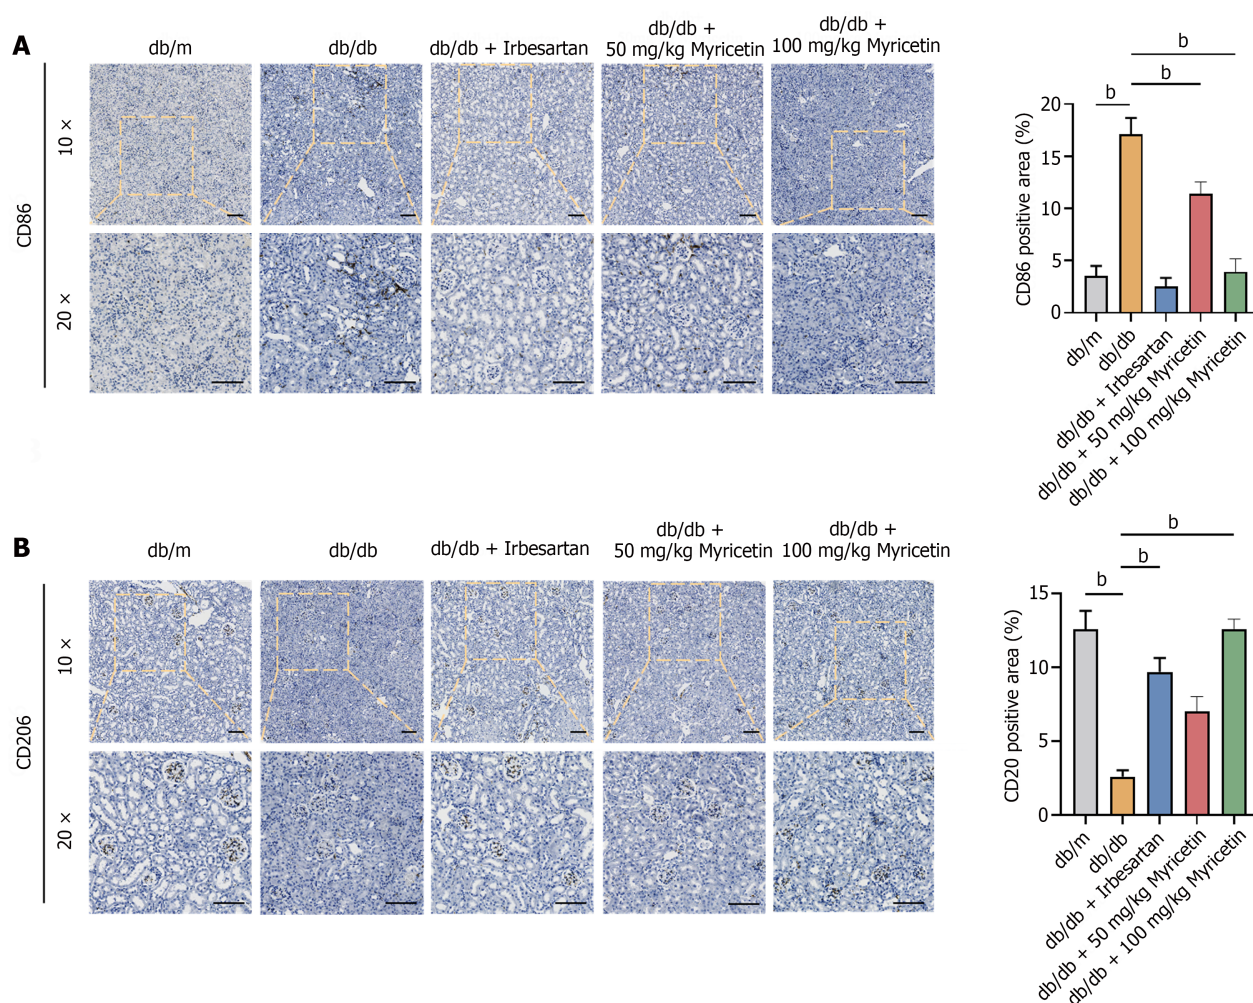 A
db/m
db/db
db/db + Irbesartan
db/db +
50 mg/kg Myricetin
db/db +
100 mg/kg Myricetin
CD86
10 ×
20 ×
b
b
b
CD86 positive area (%)
20
15
10
5
0
db/m
db/db
db/db + Irbesartan
db/db + 50 mg/kg Myricetin
db/db + 100 mg/kg Myricetin
B
db/m
db/db
db/db + Irbesartan
db/db +
50 mg/kg Myricetin
db/db +
100 mg/kg Myricetin
CD206
10 ×
20 ×
b
b
b
CD20 positive area (%)
15
10
5
0
db/m
db/db
db/db + Irbesartan
db/db + 50 mg/kg Myricetin
db/db + 100 mg/kg Myricetin